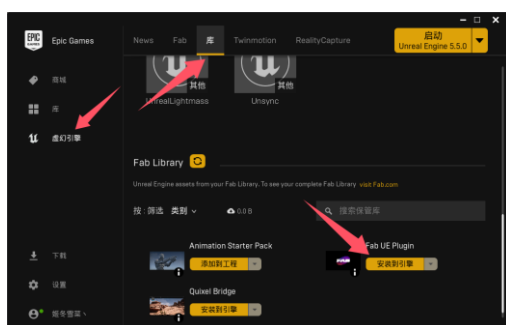 EPIC GAMES
Epic Games
News
Fab
库
Twinmotion
RealityCapture
启动
Unreal Engine 5.5.0
商城
库
虚幻引擎
其他
其他
UnrealLightmass
Unsync
Fab Library
Unreal Engine assets from your Fab Library. To see your complete Fab Library visit Fab.com
按：筛选 类别
0.0 B
搜索保管库
Animation Starter Pack
添加到工程
Fab UE Plugin
安装到引擎
Quixel Bridge
安装到引擎
下载
设置